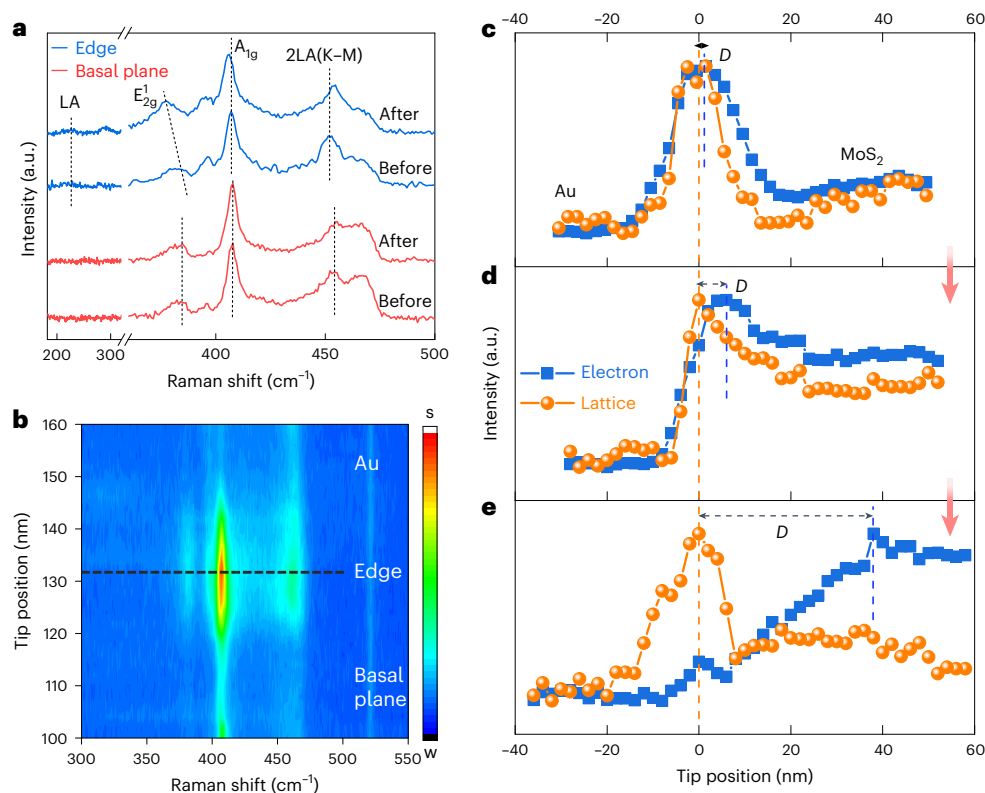 a
Edge
Basal plane
LA
E¹₂g
A₁g
2LA(K–M)
After
Before
After
Before
Intensity (a.u.)
200 300 400 450 500
Raman shift (cm⁻¹)
b
160
150
140
130
120
110
100
Tip position (nm)
Au
Edge
Basal
plane
s
w
300 350 400 450 500 550
Raman shift (cm⁻¹)
−40 −20 0 20 40 60
c
D
Au
MoS₂
d
D
Electron
Lattice
Intensity (a.u.)
e
D
−40 −20 0 20 40 60
Tip position (nm)